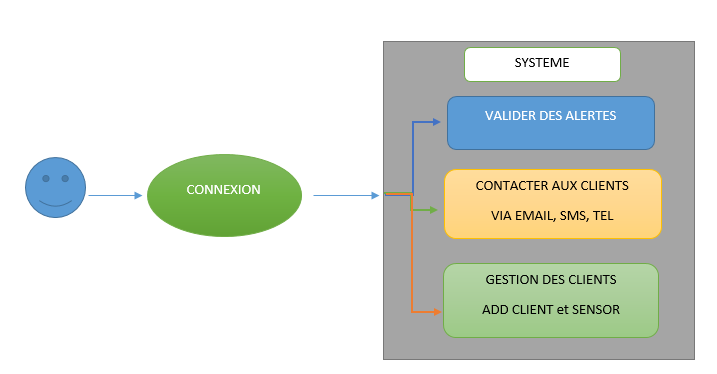 SYSTEME
VALIDER DES ALERTES
CONNEXION
CONTACTER AUX CLIENTS
VIA EMAIL, SMS, TEL
GESTION DES CLIENTS
ADD CLIENT et SENSOR